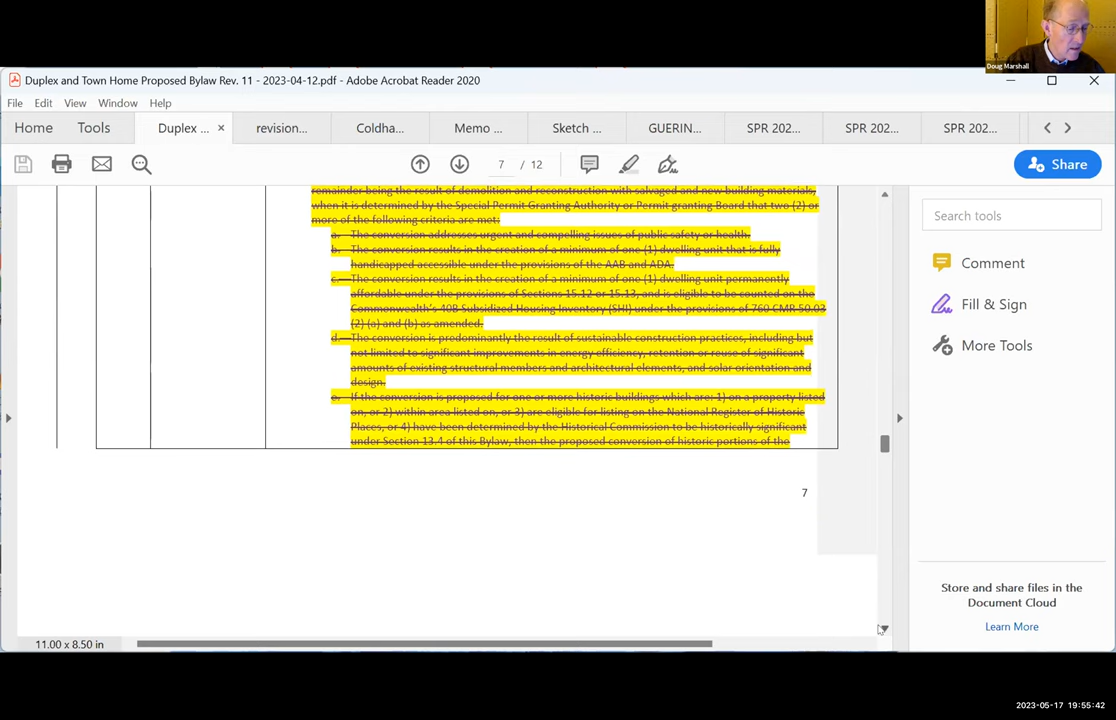 Doug Marshall
Duplex and Town Home Proposed Bylaw Rev. 11 - 2023-04-12.pdf - Adobe Acrobat Reader 2020
File Edit View Window Help
Home Tools Duplex ... × revision... Coldha... Memo ... Sketch ... GUERIN... SPR 202... SPR 202... SPR 202...
7 / 12 Share
remainder being the result of demolition and reconstruction with salvaged and new building materials,
when it is determined by the Special Permit Granting Authority or Permit granting Board that two (2) or
more of the following criteria are met:
a. The conversion addresses urgent and compelling issues of public safety or health.
b. The conversion results in the creation of a minimum of one (1) dwelling unit that is fully
handicapped accessible under the provisions of the AAB and ADA.
c. The conversion results in the creation of a minimum of one (1) dwelling unit permanently
affordable under the provisions of Sections 15.12 or 15.13, and is eligible to be counted on the
Commonwealth's 40B Subsidized Housing Inventory (SHI) under the provisions of 760 CMR 50.03
(2) (a) and (b) as amended.
d. The conversion is predominantly the result of sustainable construction practices, including but
not limited to significant improvements in energy efficiency, retention or reuse of significant
amounts of existing structural members and architectural elements, and solar orientation and
design.
e. If the conversion is proposed for one or more historic buildings which are: 1) on a property listed
on, or 2) within area listed on, or 3) are eligible for listing on the National Register of Historic
Places, or 4) have been determined by the Historical Commission to be historically significant
under Section 13.4 of this Bylaw, then the proposed conversion of historic portions of the
7
11.00 x 8.50 in
Search tools
Comment
Fill & Sign
More Tools
Store and share files in the
Document Cloud
Learn More
2023-05-17 19:55:42